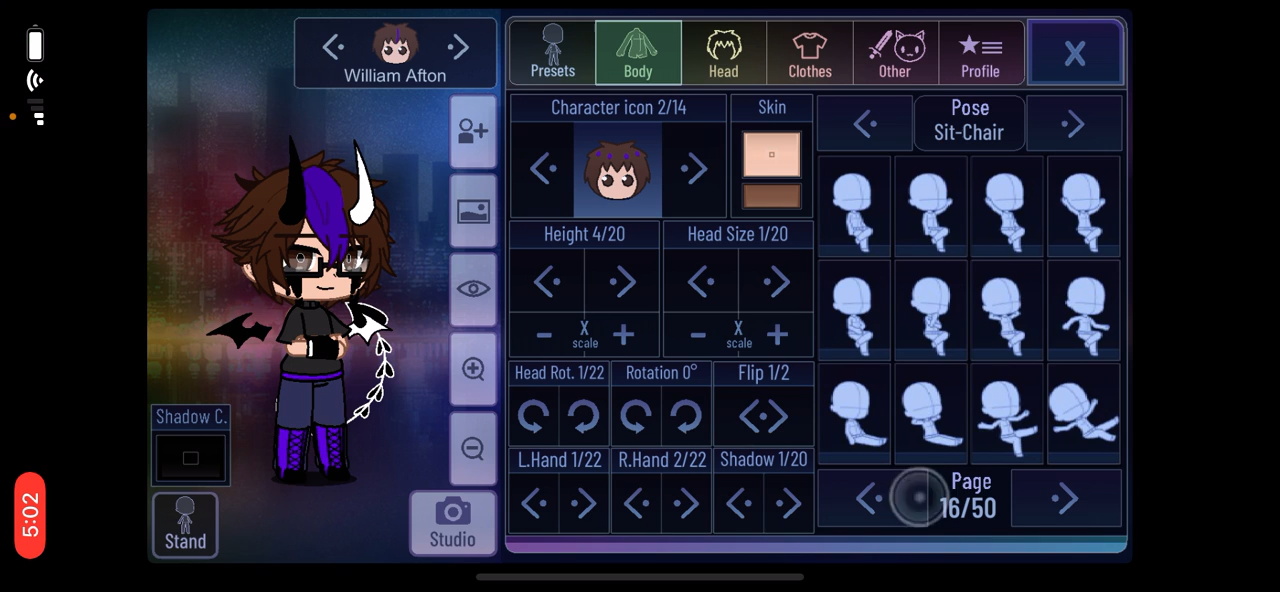 5:02
William Afton
Shadow C.
Stand
Studio
Presets
Body
Head
Clothes
Other
Profile
X
Character icon 2/14
Skin
Height 4/20
Head Size 1/20
X
scale
X
scale
Head Rot. 1/22
Rotation 0°
Flip 1/2
L.Hand 1/22
R.Hand 2/22
Shadow 1/20
Pose
Sit-Chair
Page
16/50